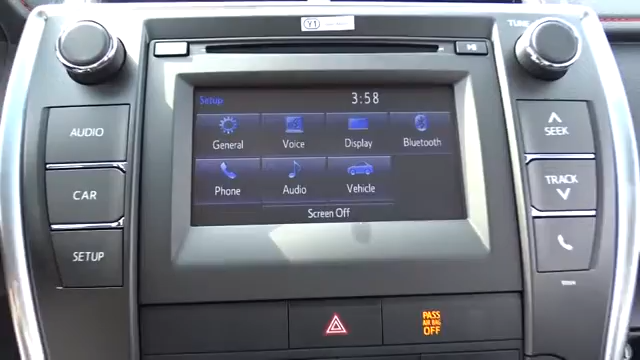 Y1
TUNE
AUDIO
CAR
SETUP
Setup
3:58
General
Voice
Display
Bluetooth
Phone
Audio
Vehicle
Screen Off
SEEK
TRACK
PASS
AIR BAG
OFF